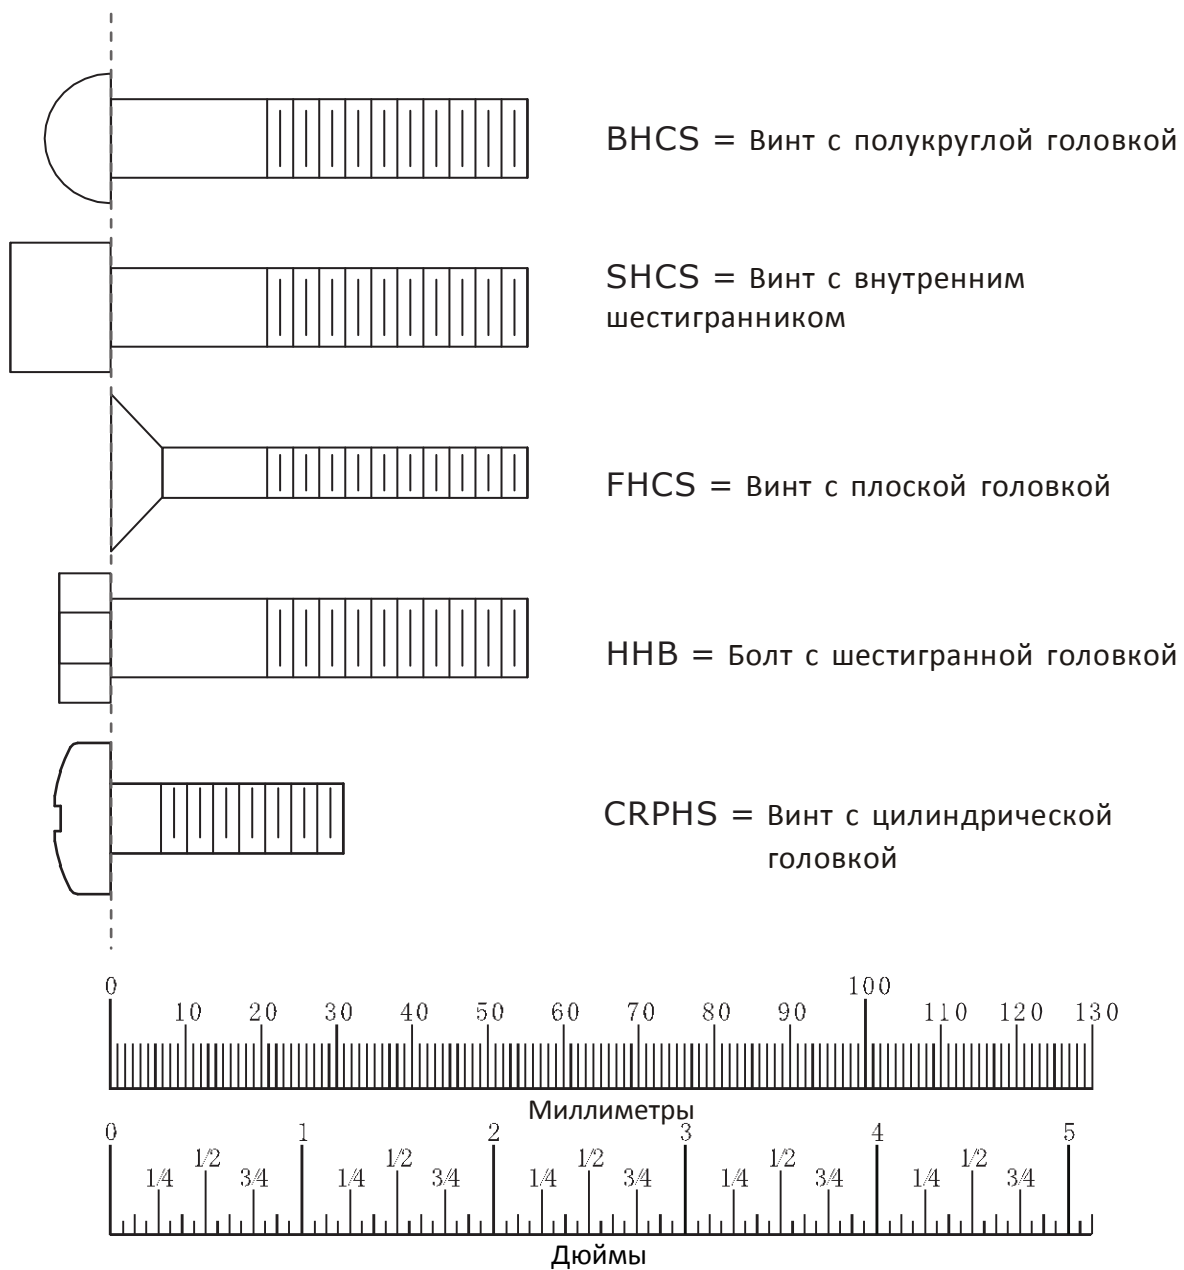 BHCS = Винт с полукруглой головкой
SHCS = Винт с внутренним
шестигранником
FHCS = Винт с плоской головкой
HHB = Болт с шестигранной головкой
CRPHS = Винт с цилиндрической
головкой
0 10 20 30 40 50 60 70 80 90 100 110 120 130
Миллиметры
0 1/4 1/2 3/4 1 1/4 1/2 3/4 2 1/4 1/2 3/4 3 1/4 1/2 3/4 4 1/4 1/2 3/4 5
Дюймы